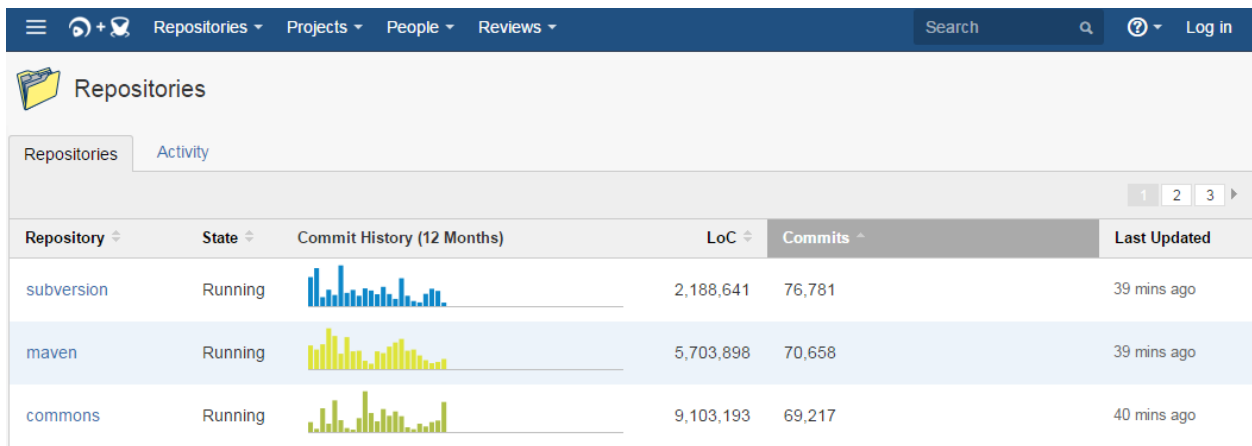 + Repositories Projects People Reviews Search Log in
Repositories
Repositories Activity
1 2 3
Repository State Commit History (12 Months) LoC Commits Last Updated
subversion Running 2,188,641 76,781 39 mins ago
maven Running 5,703,898 70,658 39 mins ago
commons Running 9,103,193 69,217 40 mins ago